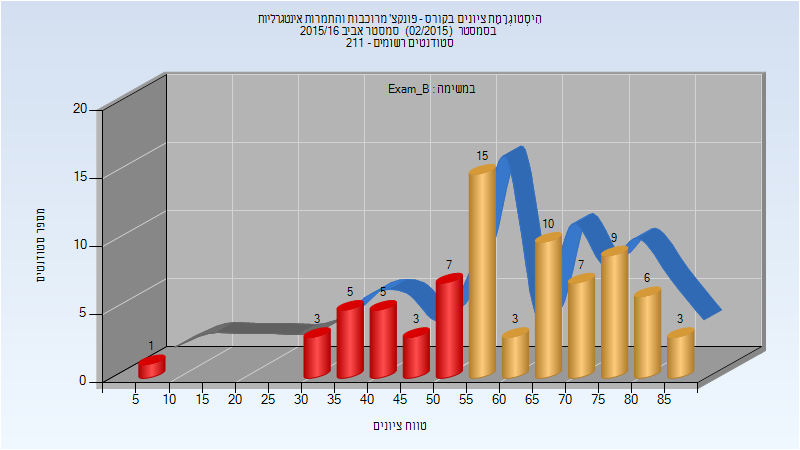 היסטוגרמת ציונים בקורס - פונקצ' מרוכבות והתמרות אינטגרליות
בסמסטר (02/2015) סמסטר אביב 2015/16
סטודנטים רשומים - 211
במשימה : Exam_B
מספר סטודנטים
20
15
10
5
0
1
3
5
5
3
7
15
3
10
7
9
6
3
5 10 15 20 25 30 35 40 45 50 55 60 65 70 75 80 85
טווח ציונים